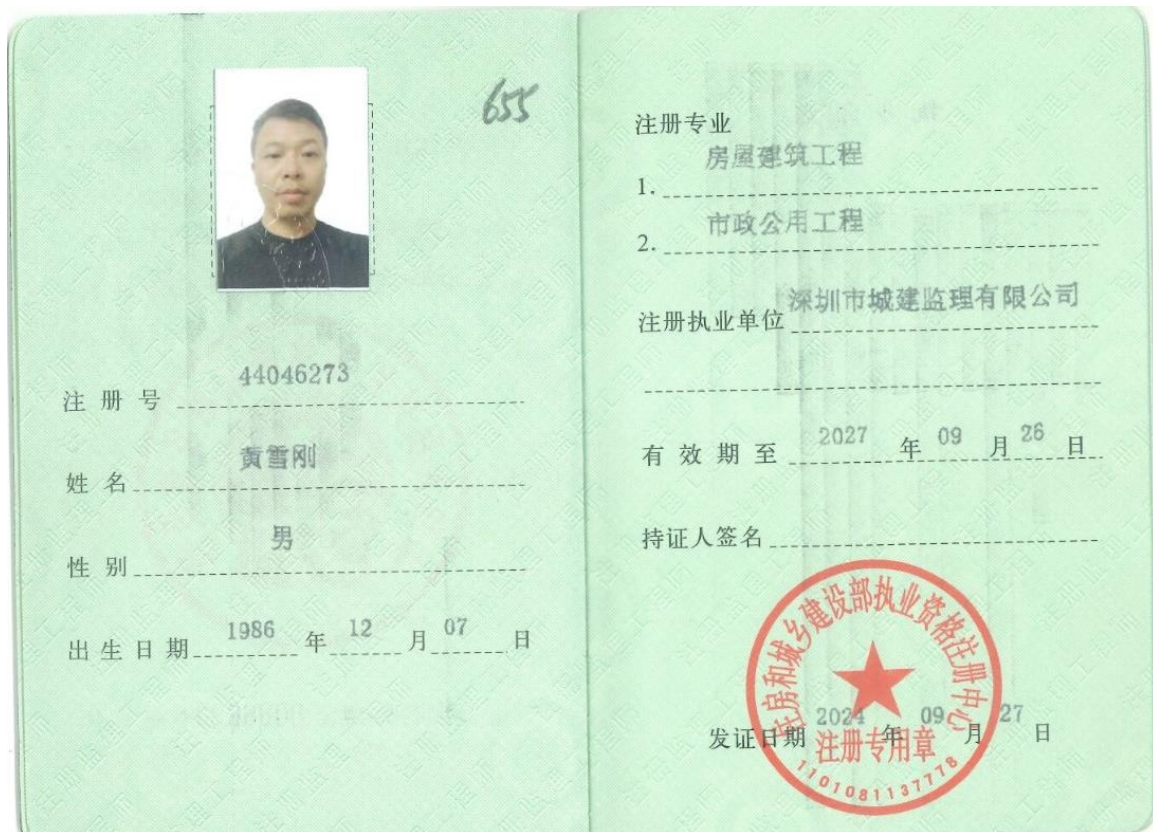 655
注册号 44046273
姓名 黄雪刚
性别 男
出生日期 1986 年 12 月 07 日
注册专业
1. 房屋建筑工程
2. 市政公用工程
注册执业单位 深圳市城建监理有限公司
有效期至 2027 年 09 月 26 日
持证人签名
住房和城乡建设部执业资格注册中心
发证日期 2024 年 09 月 27 日
注册专用章
1101081137778